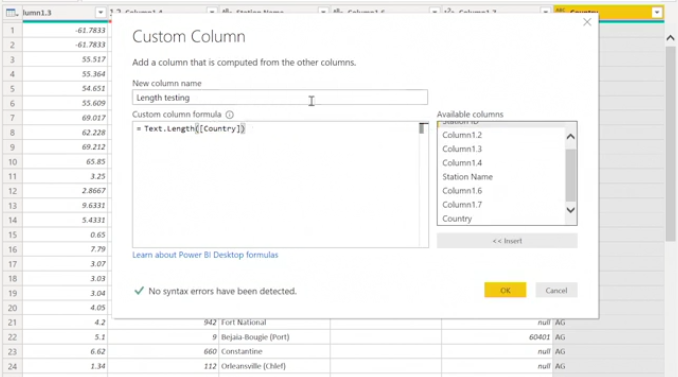 lumn1.3 1.2 Column1.4 Station Name Column1.6 Column1.7 Country
1 -61.7833
2 -61.7833
3 55.517
4 55.364
5 54.651
6 55.609
7 69.017
8 62.228
9 69.212
10 65.85
11 3.25
12 2.8667
13 9.6331
14 5.4331
15 0.65
16 7.79
17 3.07
18 3.03
19 3.04
20 4.05
21 4.2 942 Fort National null AG
22 5.1 9 Bejaia-Bougie (Port) 60401 AG
23 6.62 660 Constantine null AG
24 1.34 112 Orleansville (Chlef) null AG
Custom Column
Add a column that is computed from the other columns.
New column name
Length testing
Custom column formula
= Text.Length([Country])
Available columns
Station ID
Column1.2
Column1.3
Column1.4
Station Name
Column1.6
Column1.7
Country
<< Insert
Learn about Power BI Desktop formulas
No syntax errors have been detected.
OK
Cancel